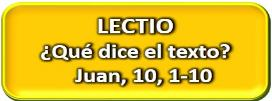 LECTIO
¿Qué dice el texto?
Juan, 10, 1-10